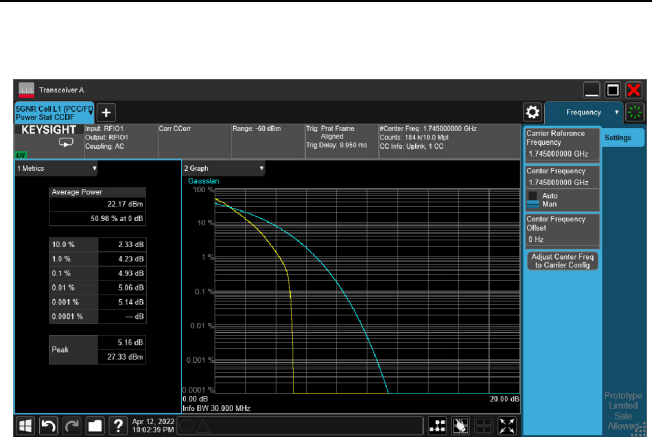 Transceiver A
5GNR Cell L1 (PCC/FD
Power Stat CCDF
+
Frequency
KEYSIGHT
LV
Input: RFIO1
Output: RFIO1
Coupling: AC
Corr CCorr
Range: -60 dBm
Trig: Prot Frame
Aligned
Trig Delay: 8.950 ms
#Center Freq: 1.745000000 GHz
Counts: 184 k/10.0 Mpt
CC Info: Uplink, 1 CC
Carrier Reference
Frequency
1.745000000 GHz
Settings
Center Frequency
1.745000000 GHz
Auto
Man
Center Frequency
Offset
0 Hz
Adjust Center Freq
to Carrier Config
1 Metrics
Average Power
22.17 dBm
50.98 % at 0 dB
10.0 % 2.33 dB
1.0 % 4.23 dB
0.1 % 4.93 dB
0.01 % 5.06 dB
0.001 % 5.14 dB
0.0001 % --- dB
Peak 5.16 dB
27.33 dBm
2 Graph
Gaussian
100 %
10 %
1 %
0.1 %
0.01 %
0.001 %
0.0001 %
0.00 dB 20.00 dB
Info BW 30.000 MHz
Prototype
Limited
Sale
Allowed
?
Apr 12, 2022
10:02:39 PM